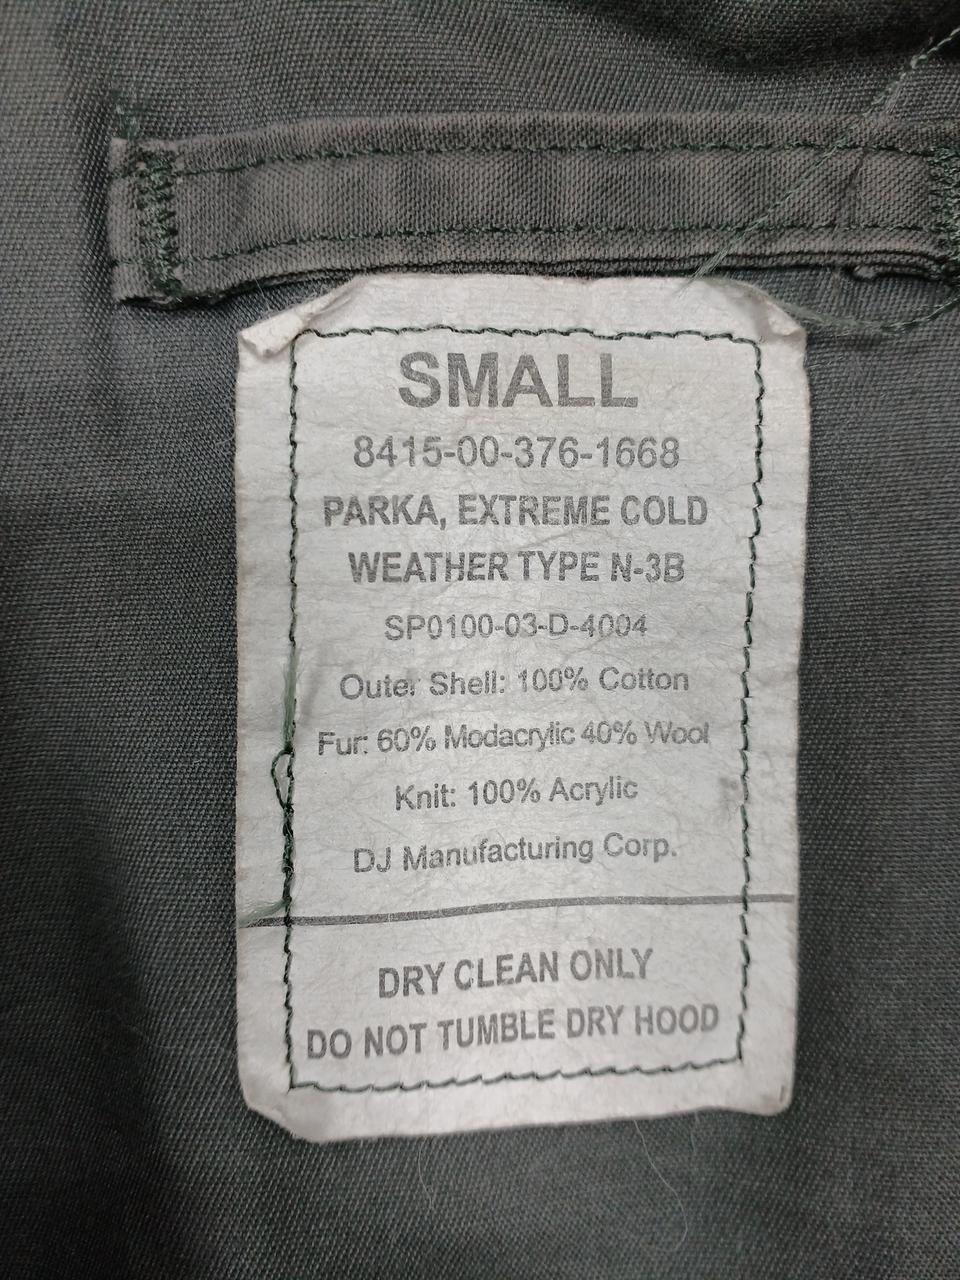 SMALL
8415-00-376-1668
PARKA, EXTREME COLD
WEATHER TYPE N-3B
SP0100-03-D-4004
Outer Shell: 100% Cotton
Fur: 60% Modacrylic 40% Wool
Knit: 100% Acrylic
DJ Manufacturing Corp.
DRY CLEAN ONLY
DO NOT TUMBLE DRY HOOD